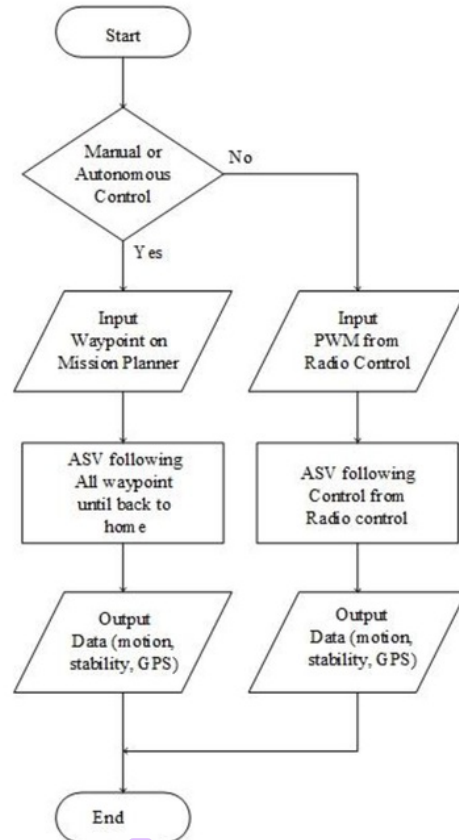 Start
Manual or
Autonomous
Control
No
Yes
Input
Waypoint on
Mission Planner
Input
PWM from
Radio Control
ASV following
All waypoint
until back to
home
ASV following
Control from
Radio control
Output
Data (motion,
stability, GPS)
Output
Data (motion,
stability, GPS)
End